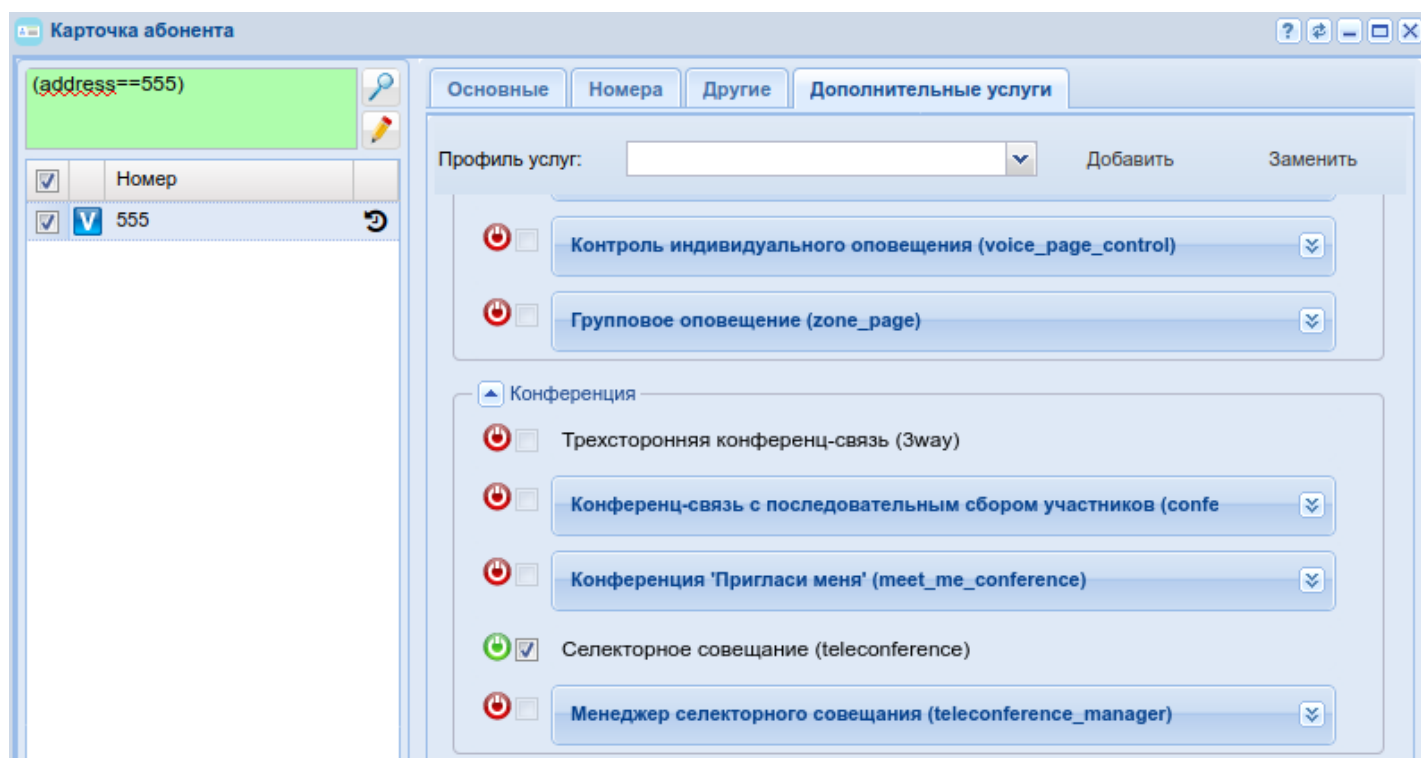 Карточка абонента
(address==555)
Номер
555
Основные
Номера
Другие
Дополнительные услуги
Профиль услуг:
Добавить
Заменить
Контроль индивидуального оповещения (voice_page_control)
Групповое оповещение (zone_page)
Конференция
Трехсторонняя конференц-связь (3way)
Конференц-связь с последовательным сбором участников (confe
Конференция 'Пригласи меня' (meet_me_conference)
Селекторное совещание (teleconference)
Менеджер селекторного совещания (teleconference_manager)